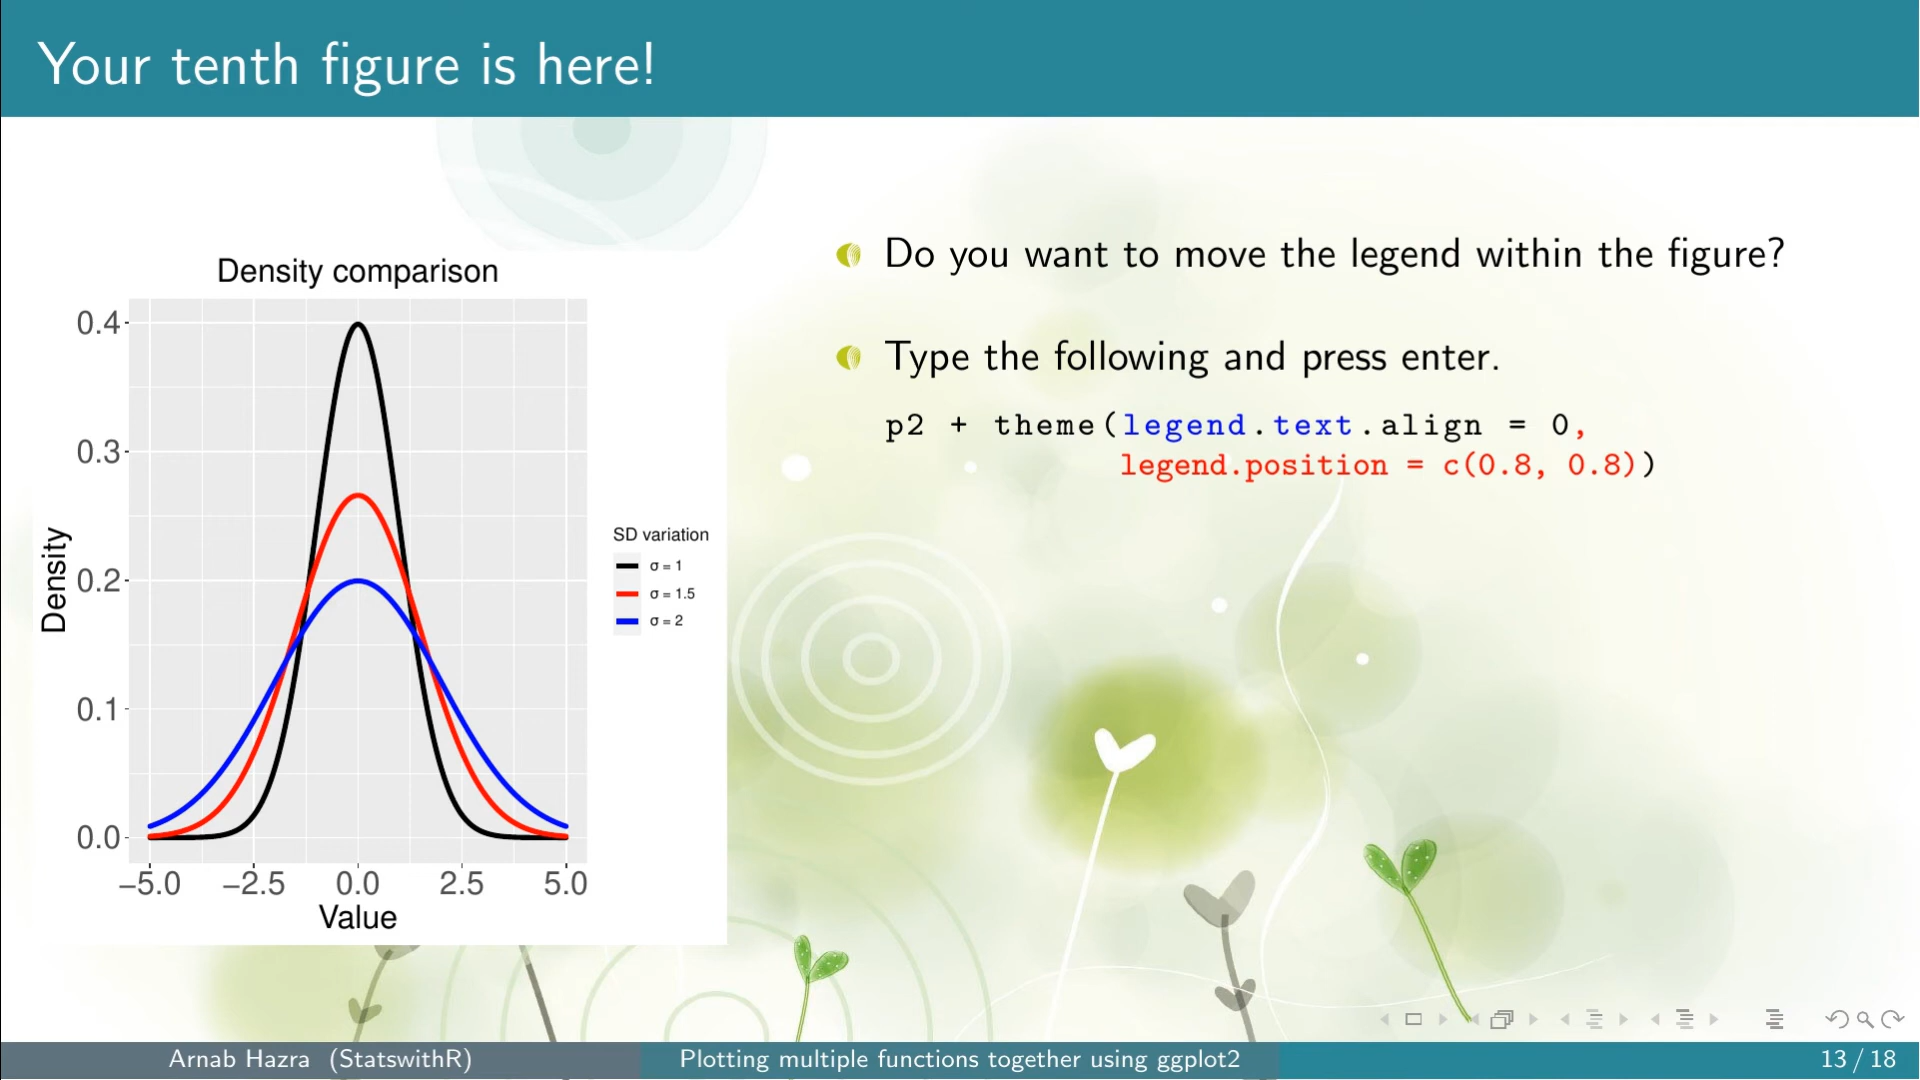 Your tenth figure is here!
Density comparison
0.4
0.3
0.2
0.1
0.0
Density
−5.0 −2.5 0.0 2.5 5.0
Value
SD variation
σ = 1
σ = 1.5
σ = 2
Do you want to move the legend within the figure?
Type the following and press enter.
p2 + theme(legend.text.align = 0,
legend.position = c(0.8, 0.8))
Arnab Hazra (StatswithR)
Plotting multiple functions together using ggplot2
13 / 18